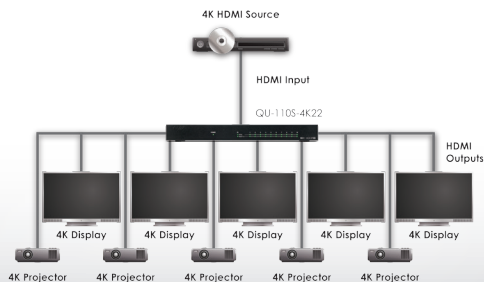 4K HDMI Source
HDMI Input
QU-110S-4K22
HDMI
Outputs
4K Display 4K Display 4K Display 4K Display 4K Display
4K Projector 4K Projector 4K Projector 4K Projector 4K Projector